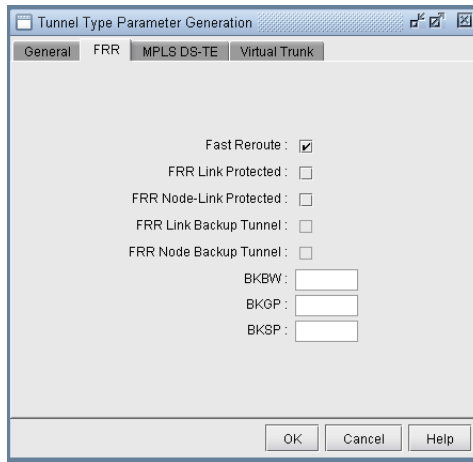 Tunnel Type Parameter Generation
General FRR MPLS DS-TE Virtual Trunk
Fast Reroute :
FRR Link Protected :
FRR Node-Link Protected :
FRR Link Backup Tunnel :
FRR Node Backup Tunnel :
BKBW :
BKGP :
BKSP :
OK Cancel Help